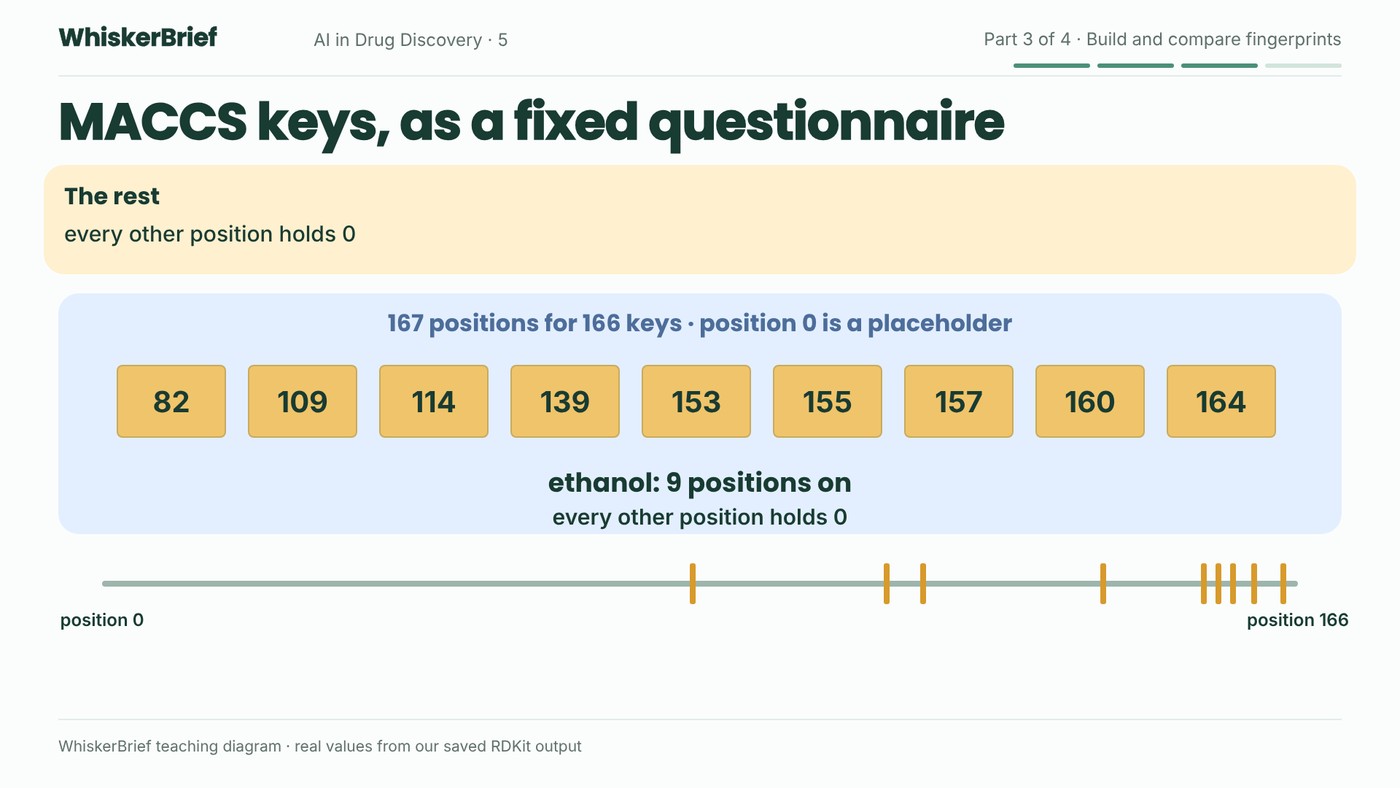 WhiskerBrief
AI in Drug Discovery · 5
Part 3 of 4 · Build and compare fingerprints
MACCS keys, as a fixed questionnaire
The rest
every other position holds 0
167 positions for 166 keys · position 0 is a placeholder
82 109 114 139 153 155 157 160 164
ethanol: 9 positions on
every other position holds 0
position 0
position 166
WhiskerBrief teaching diagram · real values from our saved RDKit output